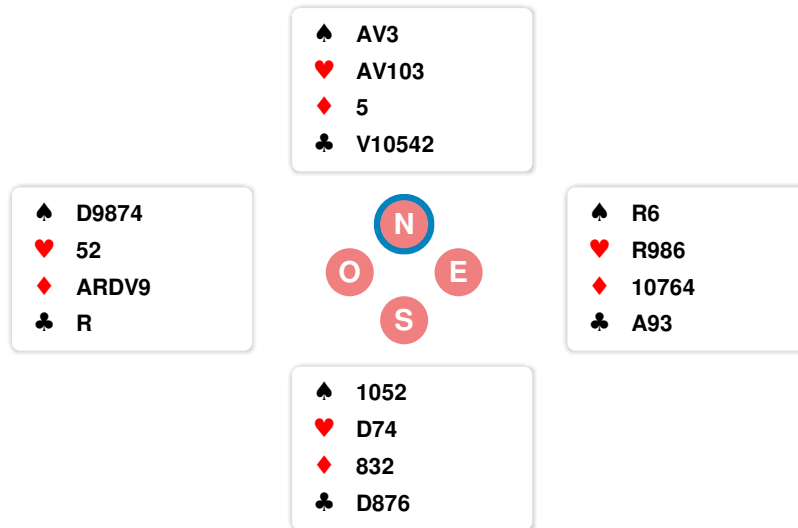 ♠ AV3
♥ AV103
♦ 5
♣ V10542
♠ D9874
♥ 52
♦ ARDV9
♣ R
N
O E
S
♠ R6
♥ R986
♦ 10764
♣ A93
♠ 1052
♥ D74
♦ 832
♣ D876